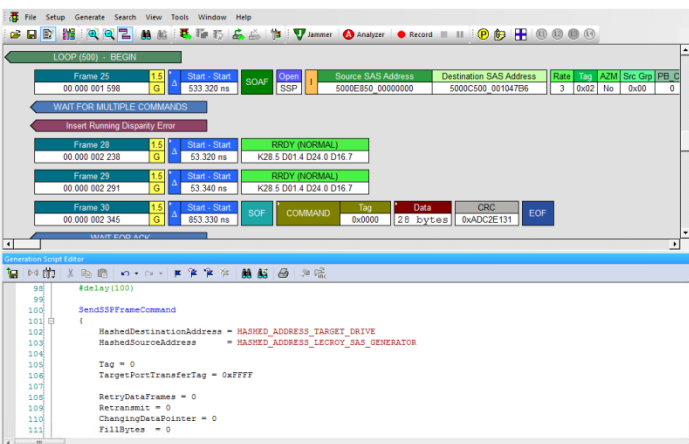 File Setup Generate Search View Tools Window Help
Jammer Analyzer Record
LOOP (500) - BEGIN
Frame 25 1.5 Start - Start SOAF Open I Source SAS Address Destination SAS Address Rate Tag AZM Src Grp PB_C
00.000 001 598 G Δ 533.320 ns SSP 5000E850_00000000 5000C500_001047B6 3 0x02 No 0x00 0
WAIT FOR MULTIPLE COMMANDS
Insert Running Disparity Error
Frame 28 1.5 Start - Start RRDY (NORMAL)
00.000 002 238 G Δ 53.320 ns K28.5 D01.4 D24.0 D16.7
Frame 29 1.5 Start - Start RRDY (NORMAL)
00.000 002 291 G Δ 53.340 ns K28.5 D01.4 D24.0 D16.7
Frame 30 1.5 Start - Start SOF COMMAND Tag Data CRC EOF
00.000 002 345 G Δ 853.330 ns 0x0000 28 bytes 0xADC2E131
WAIT FOR ACK
Generation Script Editor
98 #delay(100)
99
100 SendSSPFrameCommand
101 {
102 HashedDestinationAddress = HASHED_ADDRESS_TARGET_DRIVE
103 HashedSourceAddress = HASHED_ADDRESS_LECROY_SAS_GENERATOR
104
105 Tag = 0
106 TargetPortTransferTag = 0xFFFF
107
108 RetryDataFrames = 0
109 Retransmit = 0
110 ChangingDataPointer = 0
111 FillBytes = 0